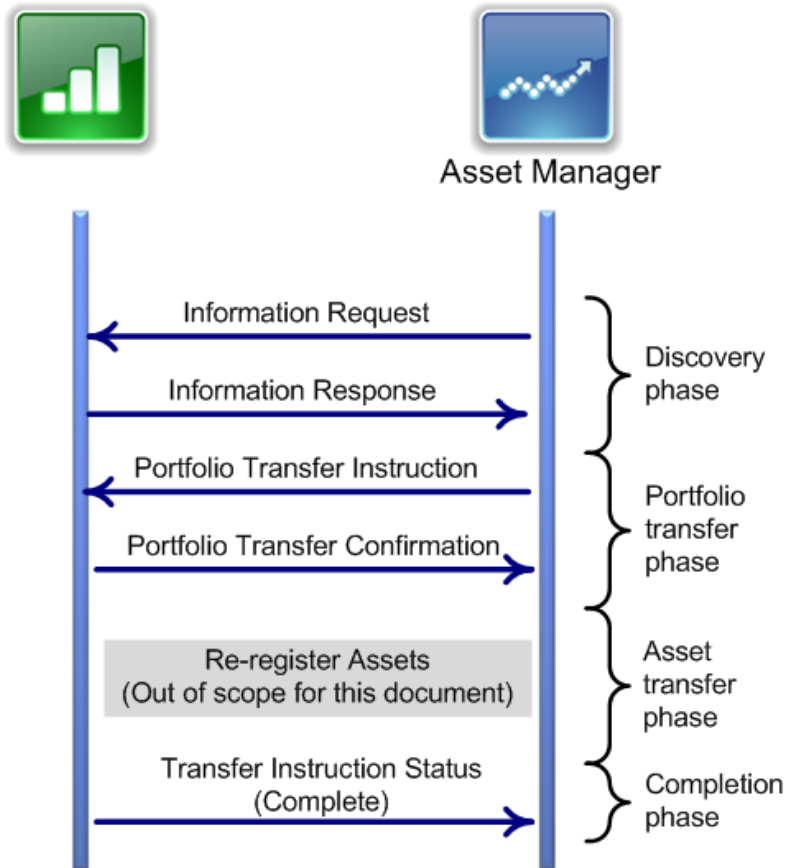 Asset Manager
Information Request
Information Response
Discovery
phase
Portfolio Transfer Instruction
Portfolio Transfer Confirmation
Portfolio
transfer
phase
Re-register Assets
(Out of scope for this document)
Asset
transfer
phase
Transfer Instruction Status
(Complete)
Completion
phase